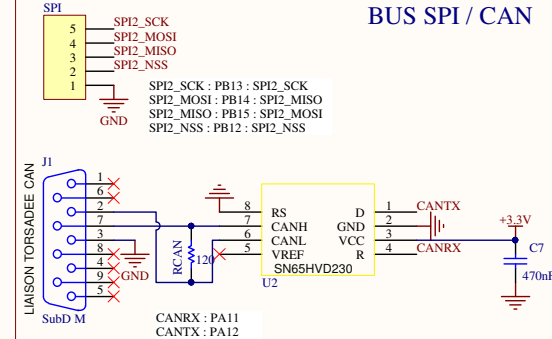 BUS SPI / CAN
SPI
5 SPI2_SCK
4 SPI2_MOSI
3 SPI2_MISO
2 SPI2_NSS
1
GND
SPI2_SCK : PB13 : SPI2_SCK
SPI2_MOSI : PB14 : SPI2_MISO
SPI2_MISO : PB15 : SPI2_MOSI
SPI2_NSS : PB12 : SPI2_NSS
LIAISON TORSADEE CAN
J1
1
6
2
7
3
8
4
9
5
SubD M
GND
RCAN
120
8 RS D 1 CANTX
7 CANH GND 2
6 CANL VCC 3
5 VREF R 4 CANRX
SN65HVD230
U2
+3.3V
C7
470nF
CANRX : PA11
CANTX : PA12